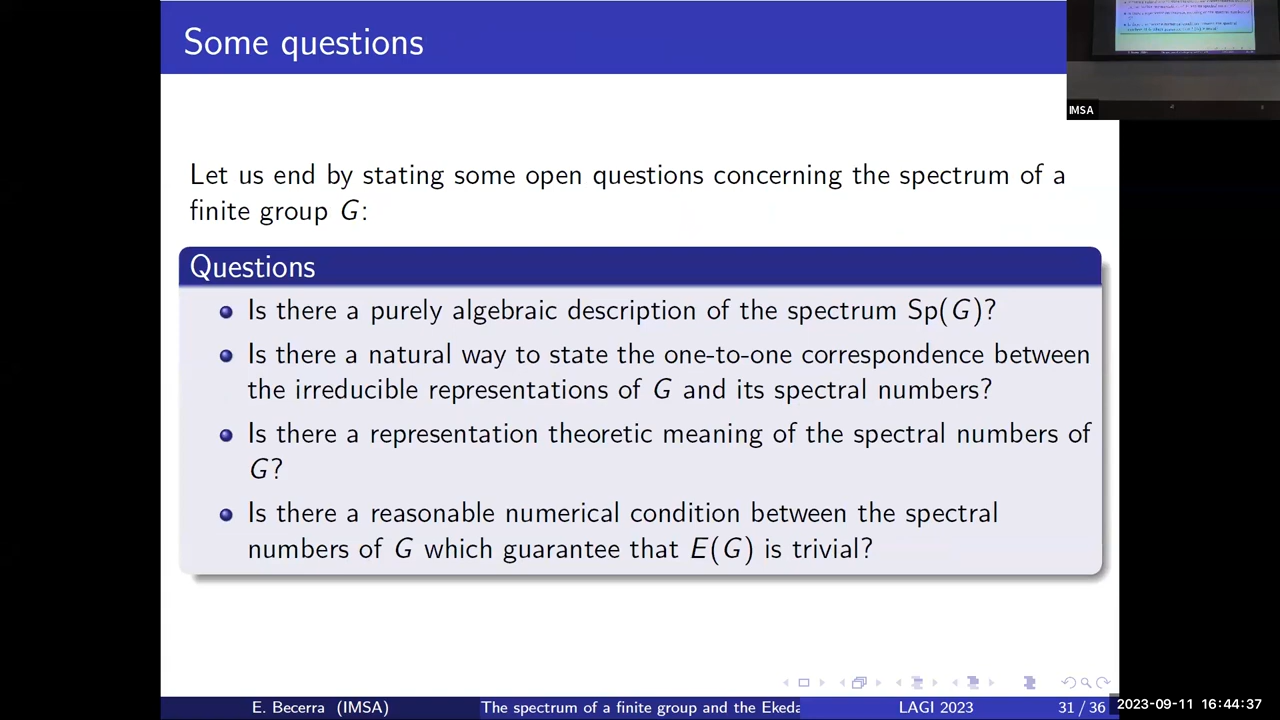 Some questions
IMSA
Let us end by stating some open questions concerning the spectrum of a
finite group G:
Questions
Is there a purely algebraic description of the spectrum Sp(G)?
Is there a natural way to state the one-to-one correspondence between
the irreducible representations of G and its spectral numbers?
Is there a representation theoretic meaning of the spectral numbers of
G?
Is there a reasonable numerical condition between the spectral
numbers of G which guarantee that E(G) is trivial?
E. Becerra (IMSA)
The spectrum of a finite group and the Ekeda
LAGI 2023
31 / 36
2023-09-11 16:44:37